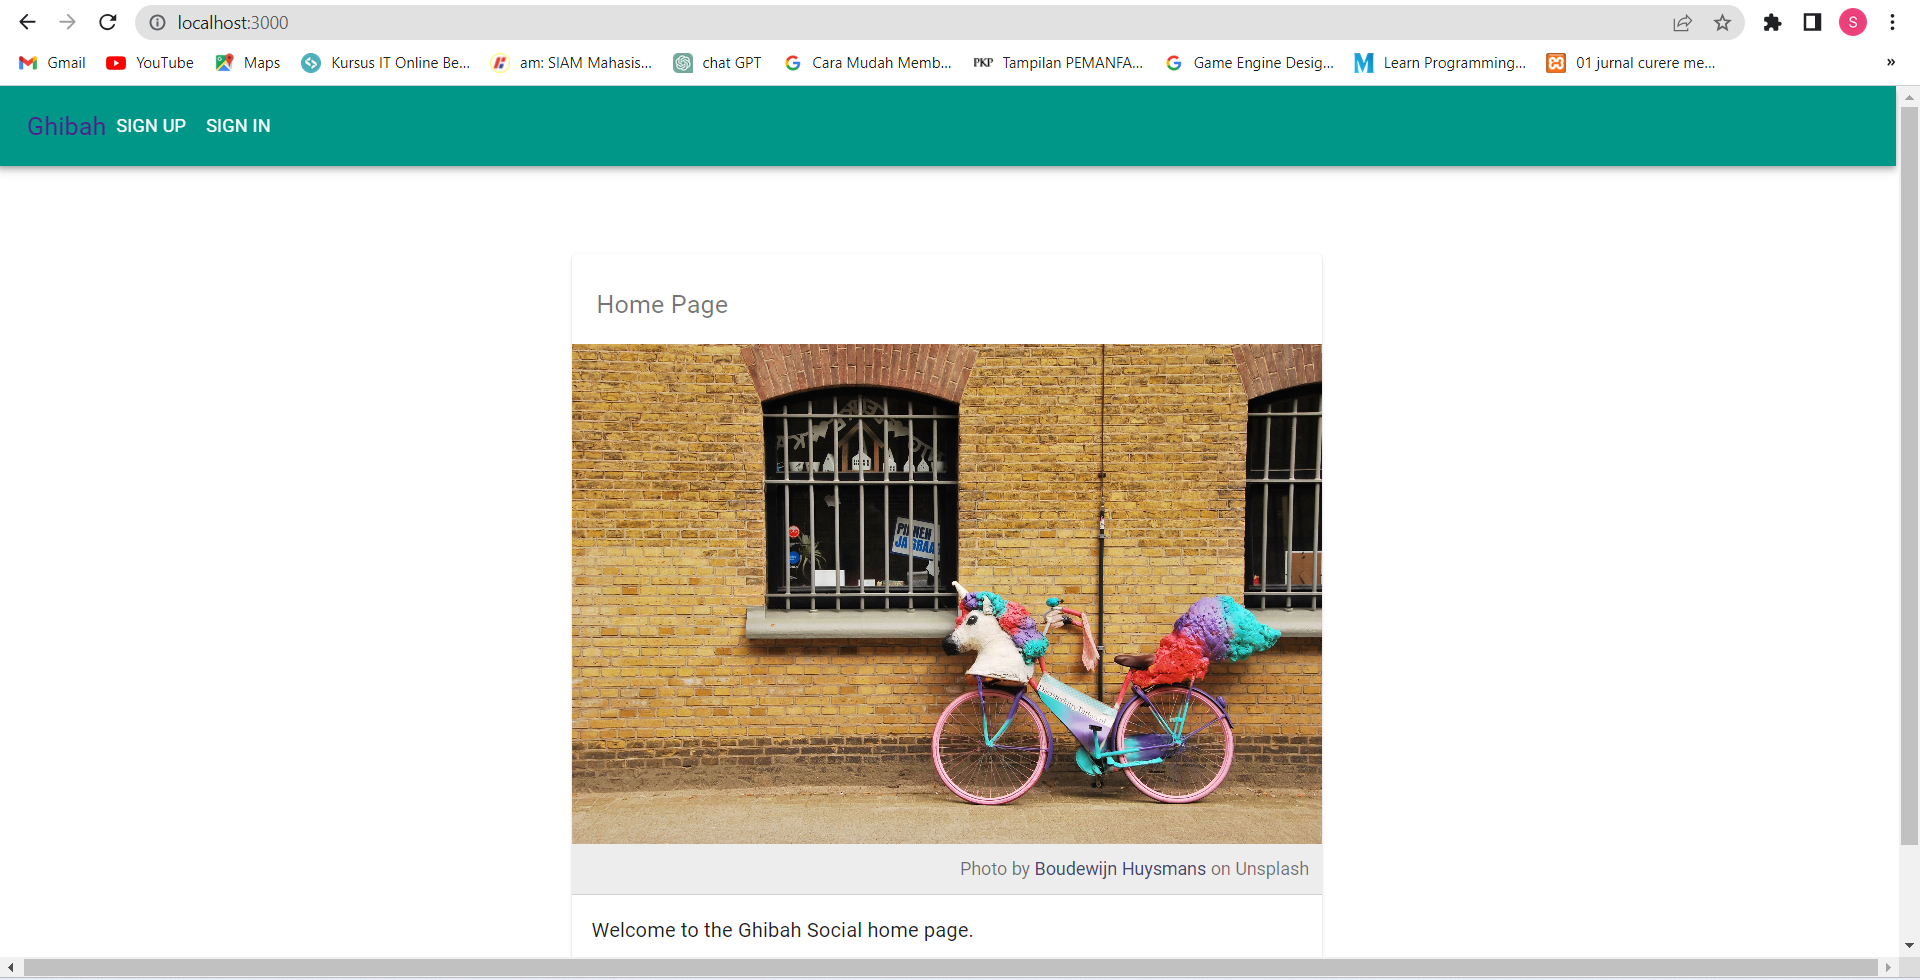 localhost:3000
Gmail YouTube Maps Kursus IT Online Be... am: SIAM Mahasis... chat GPT Cara Mudah Memb... PKP Tampilan PEMANFA... Game Engine Desig... Learn Programming... 01 jurnal curere me... »
S
Ghibah SIGN UP SIGN IN
Home Page
Photo by Boudewijn Huysmans on Unsplash
Welcome to the Ghibah Social home page.